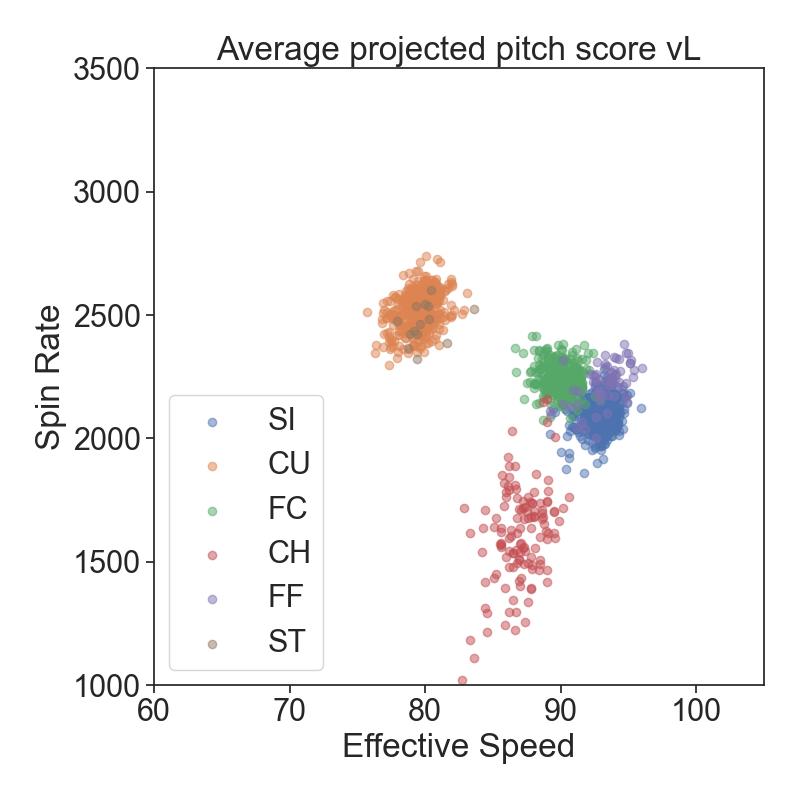 Average projected pitch score vL
3500
3000
2500
2000
1500
1000
Spin Rate
SI
CU
FC
CH
FF
ST
60 70 80 90 100
Effective Speed